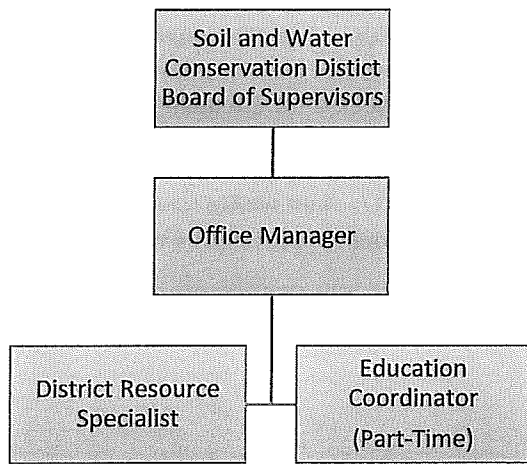 Soil and Water
Conservation Distict
Board of Supervisors
Office Manager
District Resource
Specialist
Education
Coordinator
(Part-Time)